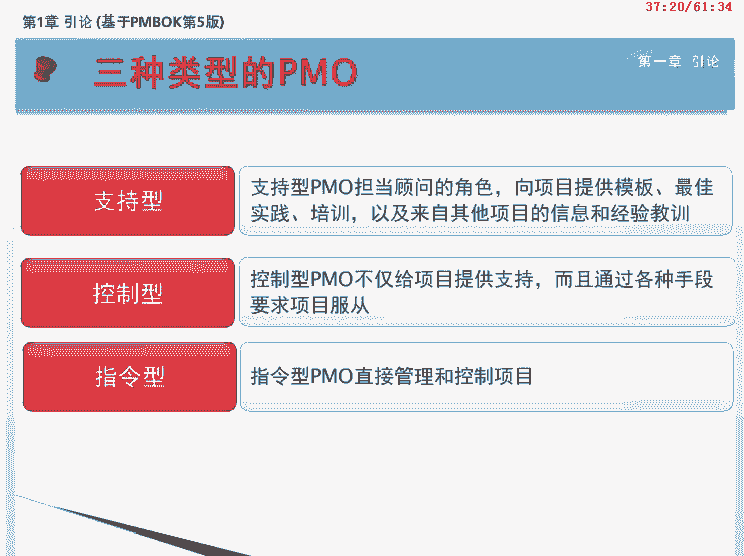 37:20/61:34
第1章 引论 (基于PMBOK第5版)
三种类型的PMO
第一章 引论
支持型
支持型PMO担当顾问的角色，向项目提供模板、最佳
实践、培训，以及来自其他项目的信息和经验教训
控制型
控制型PMO不仅给项目提供支持，而且通过各种手段
要求项目服从
指令型
指令型PMO直接管理和控制项目